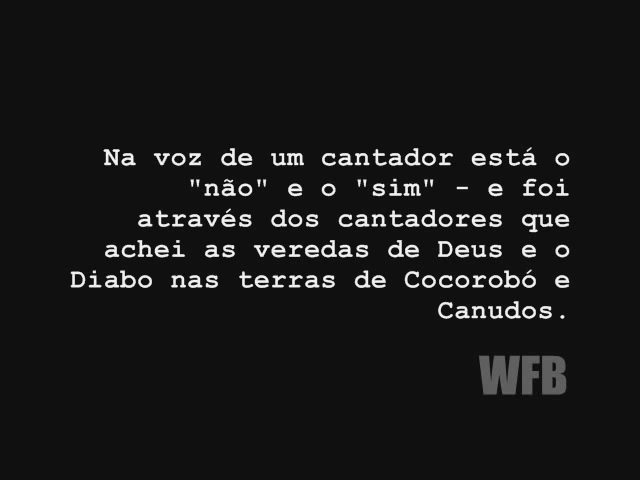 Na voz de um cantador está o
"não" e o "sim" - e foi
através dos cantadores que
achei as veredas de Deus e o
Diabo nas terras de Cocorobó e
Canudos.
WFB